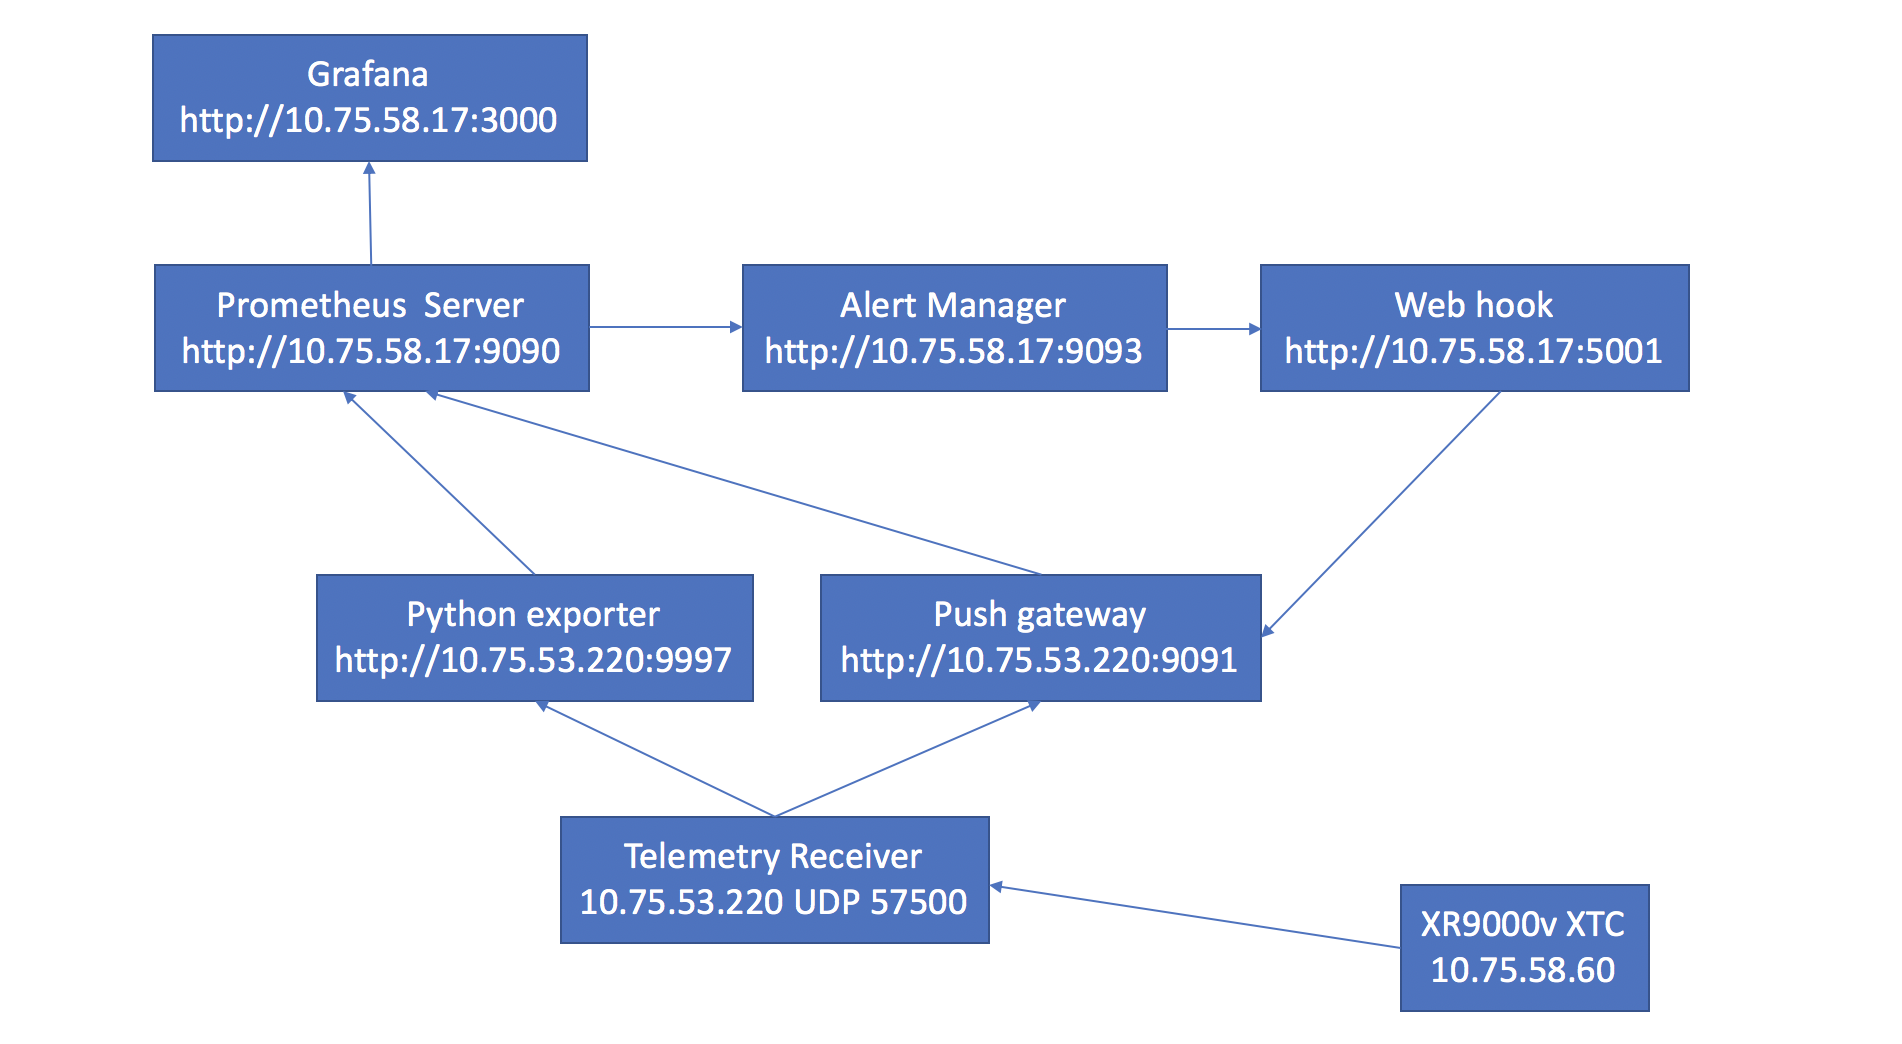 Grafana
http://10.75.58.17:3000
Prometheus  Server
http://10.75.58.17:9090
Alert Manager
http://10.75.58.17:9093
Web hook
http://10.75.58.17:5001
Python exporter
http://10.75.53.220:9997
Push gateway
http://10.75.53.220:9091
Telemetry Receiver
10.75.53.220 UDP 57500
XR9000v XTC
10.75.58.60